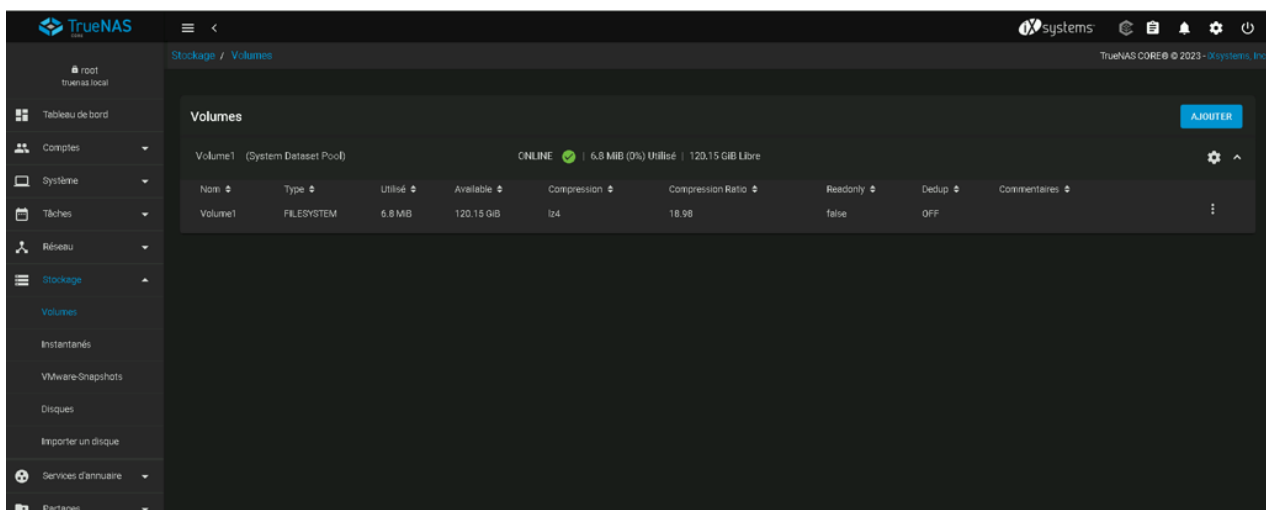 TrueNAS
CORE
iXsystems
Stockage / Volumes
TrueNAS CORE® © 2023 - iXsystems, Inc
root
truenas.local
Tableau de bord
Comptes
Système
Tâches
Réseau
Stockage
Volumes
Instantanés
VMware-Snapshots
Disques
Importer un disque
Services d'annuaire
Partages
Volumes
AJOUTER
Volume1 (System Dataset Pool) ONLINE | 6.8 MiB (0%) Utilisé | 120.15 GiB Libre
Nom Type Utilisé Available Compression Compression Ratio Readonly Dedup Commentaires
Volume1 FILESYSTEM 6.8 MiB 120.15 GiB lz4 18.98 false OFF